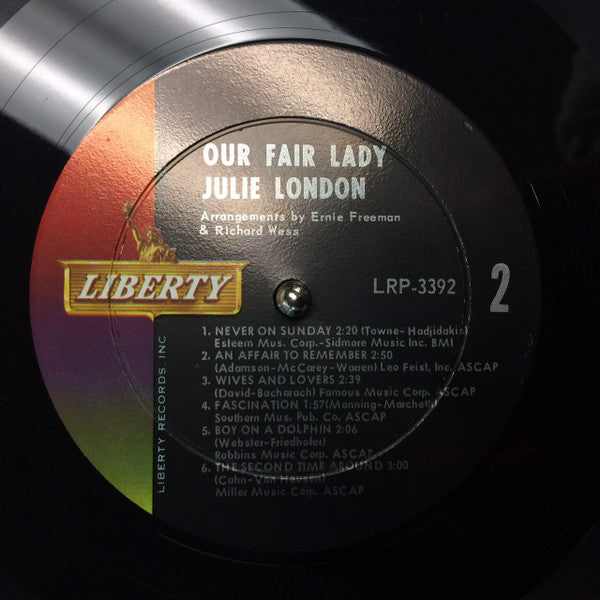 OUR FAIR LADY
JULIE LONDON
Arrangements by Ernie Freeman
& Richard Wess
LIBERTY
LRP-3392
2
1. NEVER ON SUNDAY 2:20 (Towne-Hadjidakis)
Esteem Mus. Corp.-Sidmore Music Inc. BMI
2. AN AFFAIR TO REMEMBER 2:50
(Adamson-McCarey-Warren) Leo Feist, Inc. ASCAP
3. WIVES AND LOVERS 2:39
(David-Bacharach) Famous Music Corp. ASCAP
4. FASCINATION 1:57 (Manning-Marchetti)
Southern Mus. Pub. Co. ASCAP
5. BOY ON A DOLPHIN 2:06
(Webster-Friedhofer)
Robbins Music Corp. ASCAP
6. THE SECOND TIME AROUND 3:00
(Cahn-Van Heusen)
Miller Music Corp. ASCAP
LIBERTY RECORDS, INC